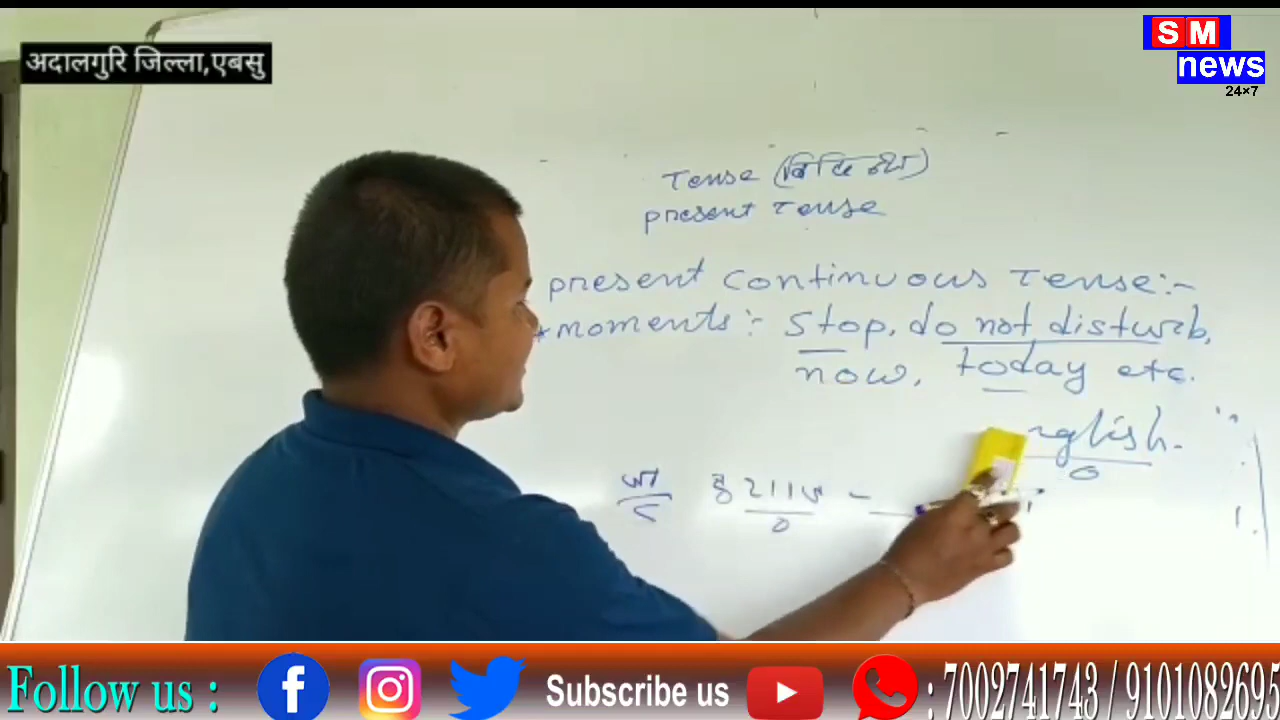 अदालगुरि जिल्ला,एबसु
SM
news
24×7
Tense
present Tense
present continuous Tense:-
*moments:- stop, do not disturb,
now, today etc.
Follow us :
Subscribe us
: 7002741743 / 9101082695